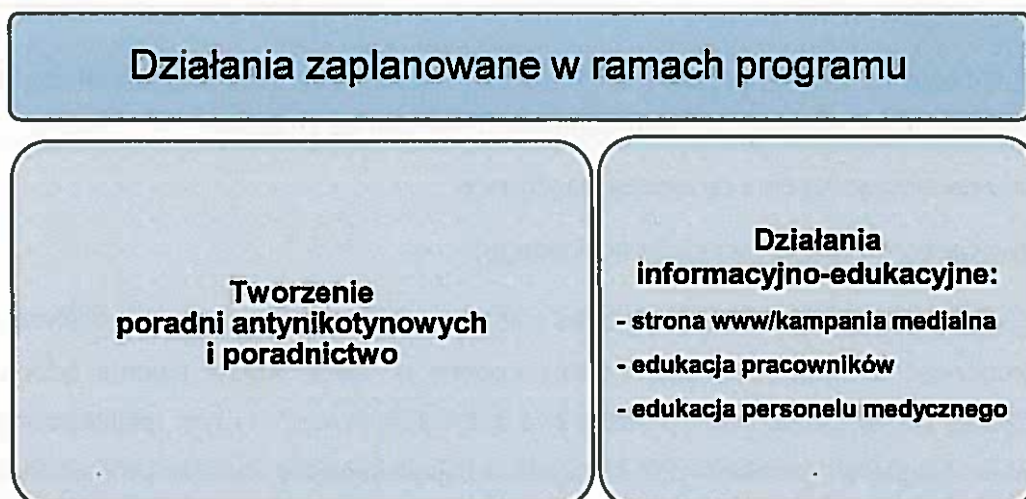 Działania zaplanowane w ramach programu
Tworzenie
poradni antynikotynowych
i poradnictwo
Działania
informacyjno-edukacyjne:
- strona www/kampania medialna
- edukacja pracowników
- edukacja personelu medycznego